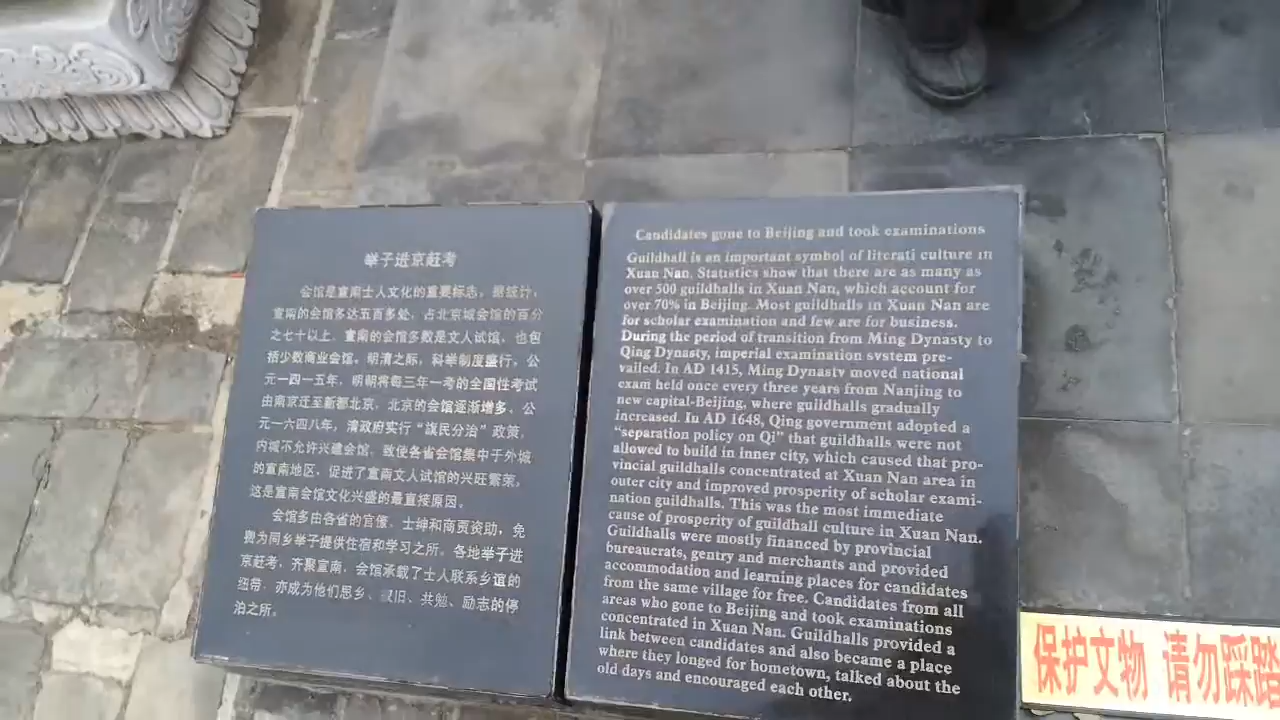 举子进京赶考
会馆是宣南士人文化的重要标志，据统计，
宣南的会馆多达五百多处，占北京城会馆的百分
之七十以上，宣南的会馆多数是文人试馆，也包
括少数商业会馆。明清之际，科举制度盛行，公
元一四一五年，明朝将每三年一考的全国性考试
由南京迁至新都北京，北京的会馆逐渐增多。公
元一六四八年，清政府实行“旗民分治”政策，
内城不允许兴建会馆，致使各省会馆集中于外城
的宣南地区，促进了宣南文人试馆的兴旺繁荣，
这是宣南会馆文化兴盛的最直接原因。
会馆多由各省的官僚、士绅和商贾资助，免
费为同乡举子提供住宿和学习之所。各地举子进
京赶考，齐聚宣南，会馆承载了士人联系乡谊的
纽带，亦成为他们思乡、叙旧、共勉、励志的停
泊之所。
Candidates gone to Beijing and took examinations
Guildhall is an important symbol of literati culture in
Xuan Nan. Statistics show that there are as many as
over 500 guildhalls in Xuan Nan, which account for
over 70% in Beijing. Most guildhalls in Xuan Nan are
for scholar examination and few are for business.
During the period of transition from Ming Dynasty to
Qing Dynasty, imperial examination system pre-
vailed. In AD 1415, Ming Dynasty moved national
exam held once every three years from Nanjing to
new capital-Beijing, where guildhalls gradually
increased. In AD 1648, Qing government adopted a
“separation policy on Qi” that guildhalls were not
allowed to build in inner city, which caused that pro-
vincial guildhalls concentrated at Xuan Nan area in
outer city and improved prosperity of scholar exami-
nation guildhalls. This was the most immediate
cause of prosperity of guildhall culture in Xuan Nan.
Guildhalls were mostly financed by provincial
bureaucrats, gentry and merchants and provided
accommodation and learning places for candidates
from the same village for free. Candidates from all
areas who gone to Beijing and took examinations
concentrated in Xuan Nan. Guildhalls provided a
link between candidates and also became a place
where they longed for hometown, talked about the
old days and encouraged each other.
保护文物 请勿踩踏